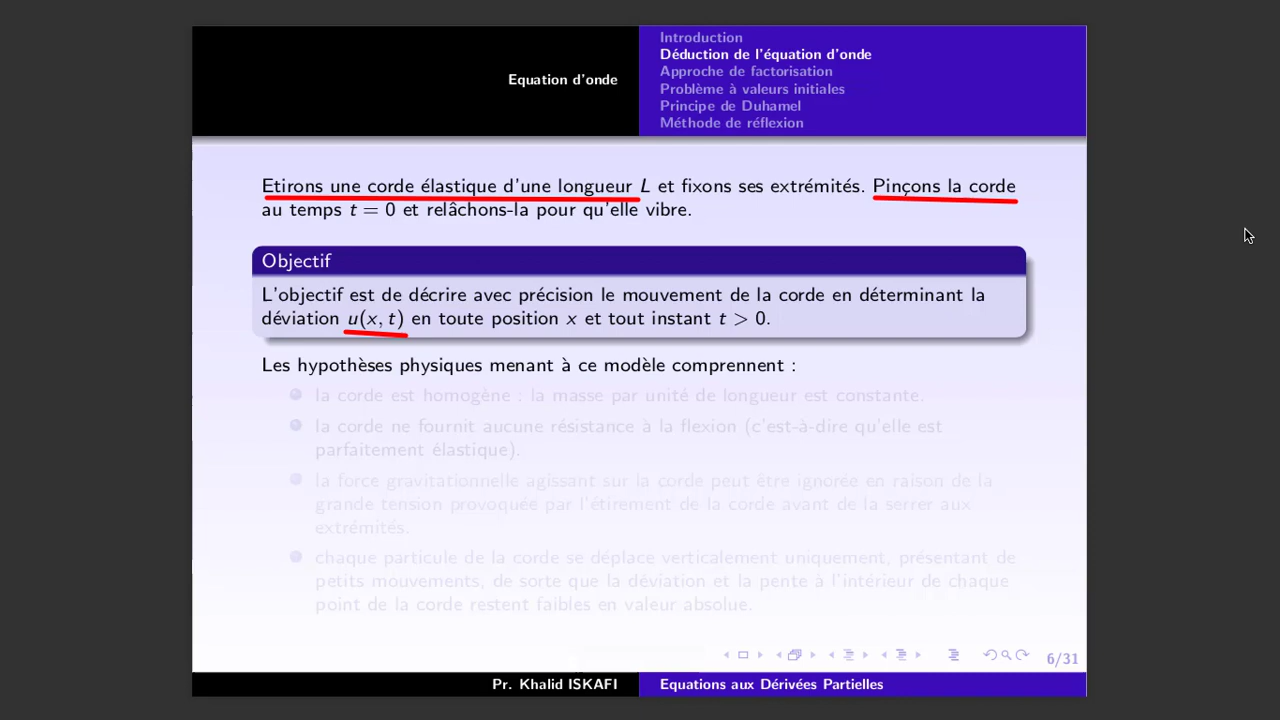 Equation d'onde
Introduction
Déduction de l'équation d'onde
Approche de factorisation
Problème à valeurs initiales
Principe de Duhamel
Méthode de réflexion
Etirons une corde élastique d'une longueur L et fixons ses extrémités. Pinçons la corde
au temps t = 0 et relâchons-la pour qu'elle vibre.
Objectif
L'objectif est de décrire avec précision le mouvement de la corde en déterminant la
déviation u(x, t) en toute position x et tout instant t > 0.
Les hypothèses physiques menant à ce modèle comprennent :
la corde est homogène : la masse par unité de longueur est constante.
la corde ne fournit aucune résistance à la flexion (c'est-à-dire qu'elle est
parfaitement élastique).
la force gravitationnelle agissant sur la corde peut être ignorée en raison de la
grande tension provoquée par l'étirement de la corde avant de la serrer aux
extrémités.
chaque particule de la corde se déplace verticalement uniquement, présentant de
petits mouvements, de sorte que la déviation et la pente à l'intérieur de chaque
point de la corde restent faibles en valeur absolue.
6/31
Pr. Khalid ISKAFI
Equations aux Dérivées Partielles